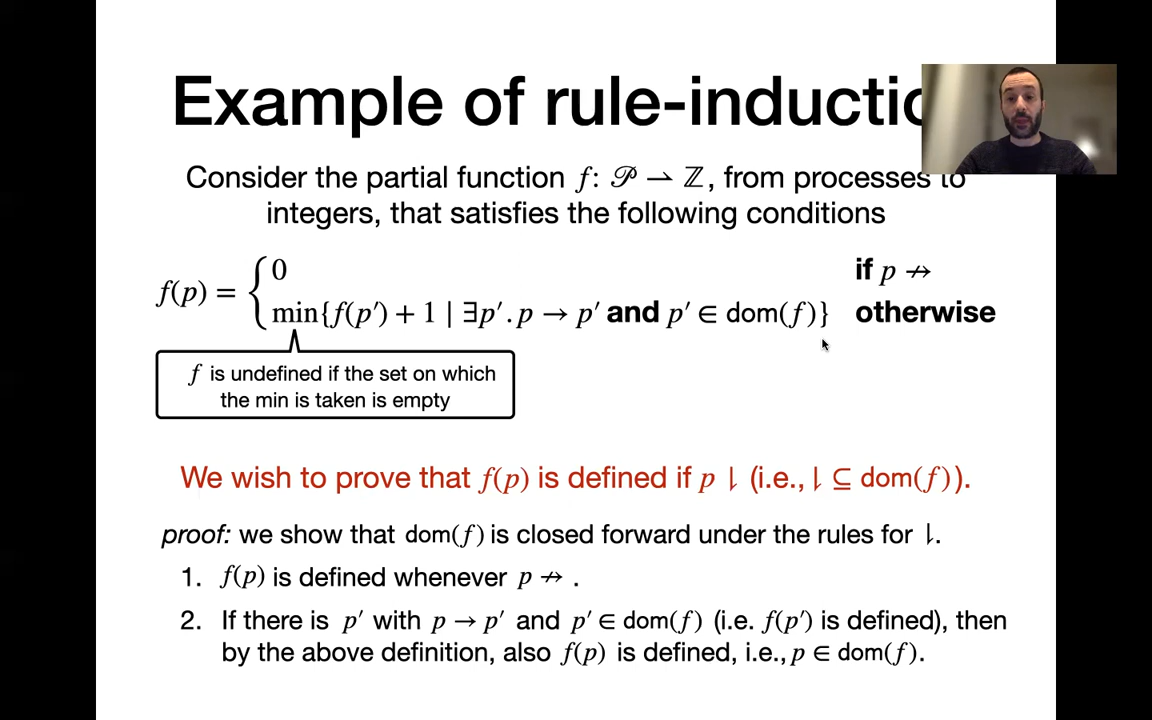 Example of rule-inductio
Consider the partial function f: 𝒫 ⇀ ℤ, from processes to
integers, that satisfies the following conditions
f(p) = { 0 if p ↛
min{f(p′) + 1 | ∃p′. p → p′ and p′ ∈ dom(f)} otherwise
f is undefined if the set on which
the min is taken is empty
We wish to prove that f(p) is defined if p ⇂ (i.e., ⇂ ⊆ dom(f)).
proof: we show that dom(f) is closed forward under the rules for ⇂.
1. f(p) is defined whenever p ↛ .
2. If there is p′ with p → p′ and p′ ∈ dom(f) (i.e. f(p′) is defined), then
by the above definition, also f(p) is defined, i.e., p ∈ dom(f).